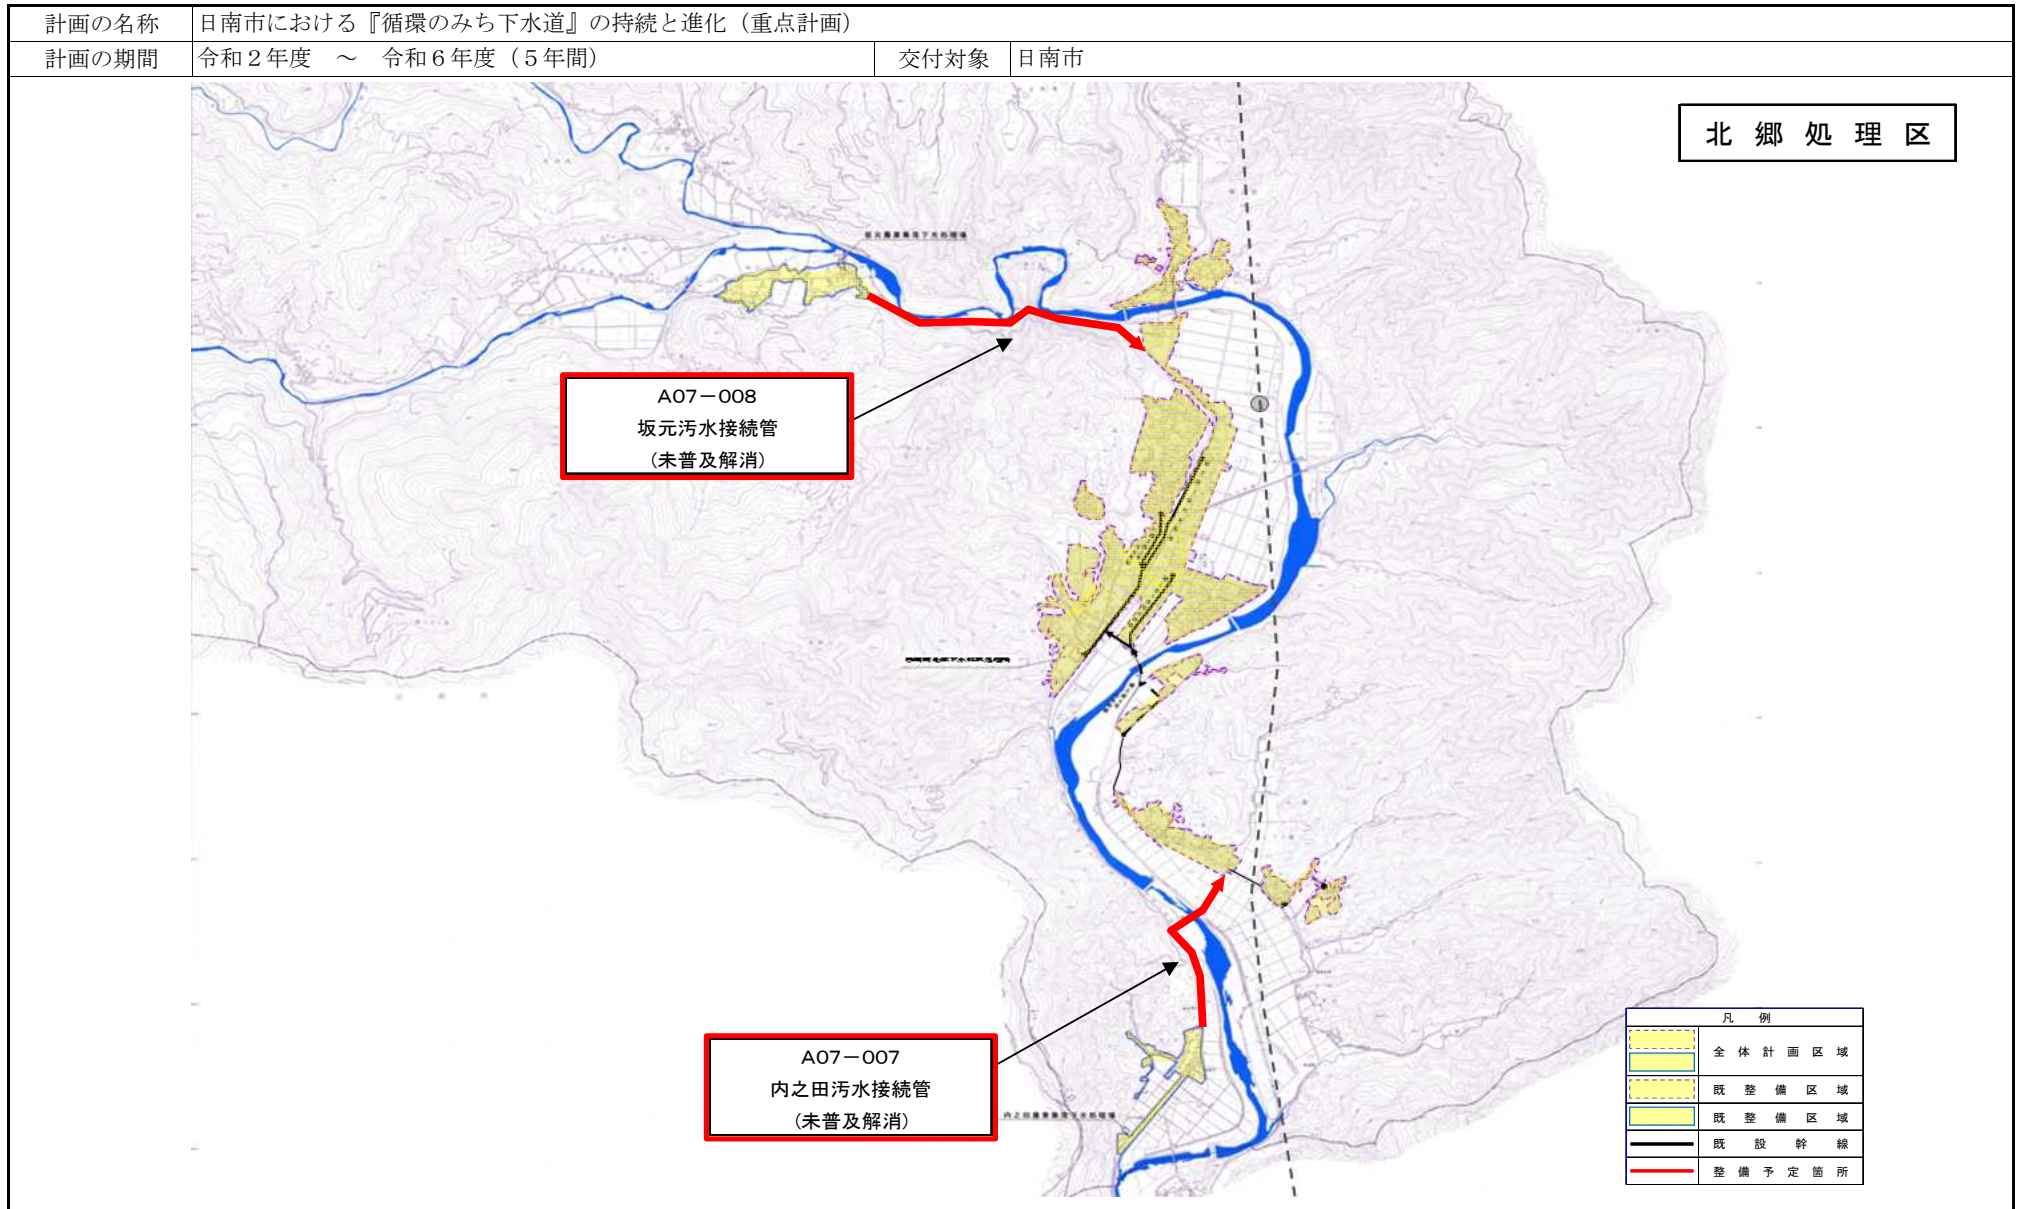 計画の名称 日南市における『循環のみち下水道』の持続と進化（重点計画）
計画の期間 令和２年度　～　令和６年度（５年間） 交付対象 日南市
北郷処理区
A07－008
坂元汚水接続管
(未普及解消)
A07－007
内之田汚水接続管
(未普及解消)
凡　例
全体計画区域
既整備区域
既整備区域
既設幹線
整備予定箇所